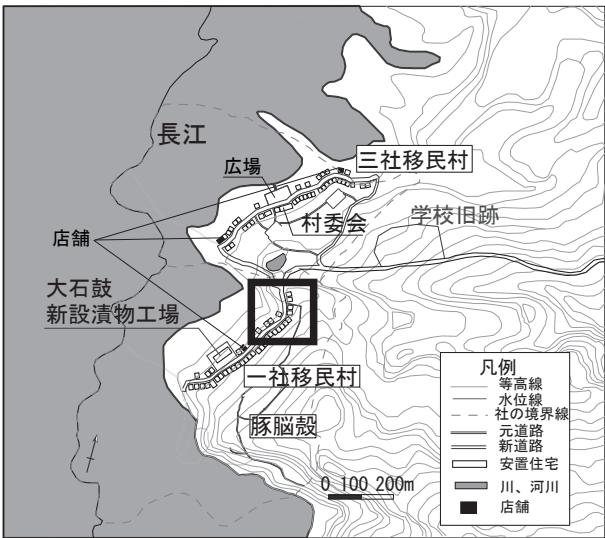 長江
広場
三社移民村
村委会
学校旧跡
店舗
大石鼓
新設漬物工場
一社移民村
豚脳殻
0 100 200m
凡例
等高線
水位線
社の境界線
元道路
新道路
安置住宅
川、河川
店舗